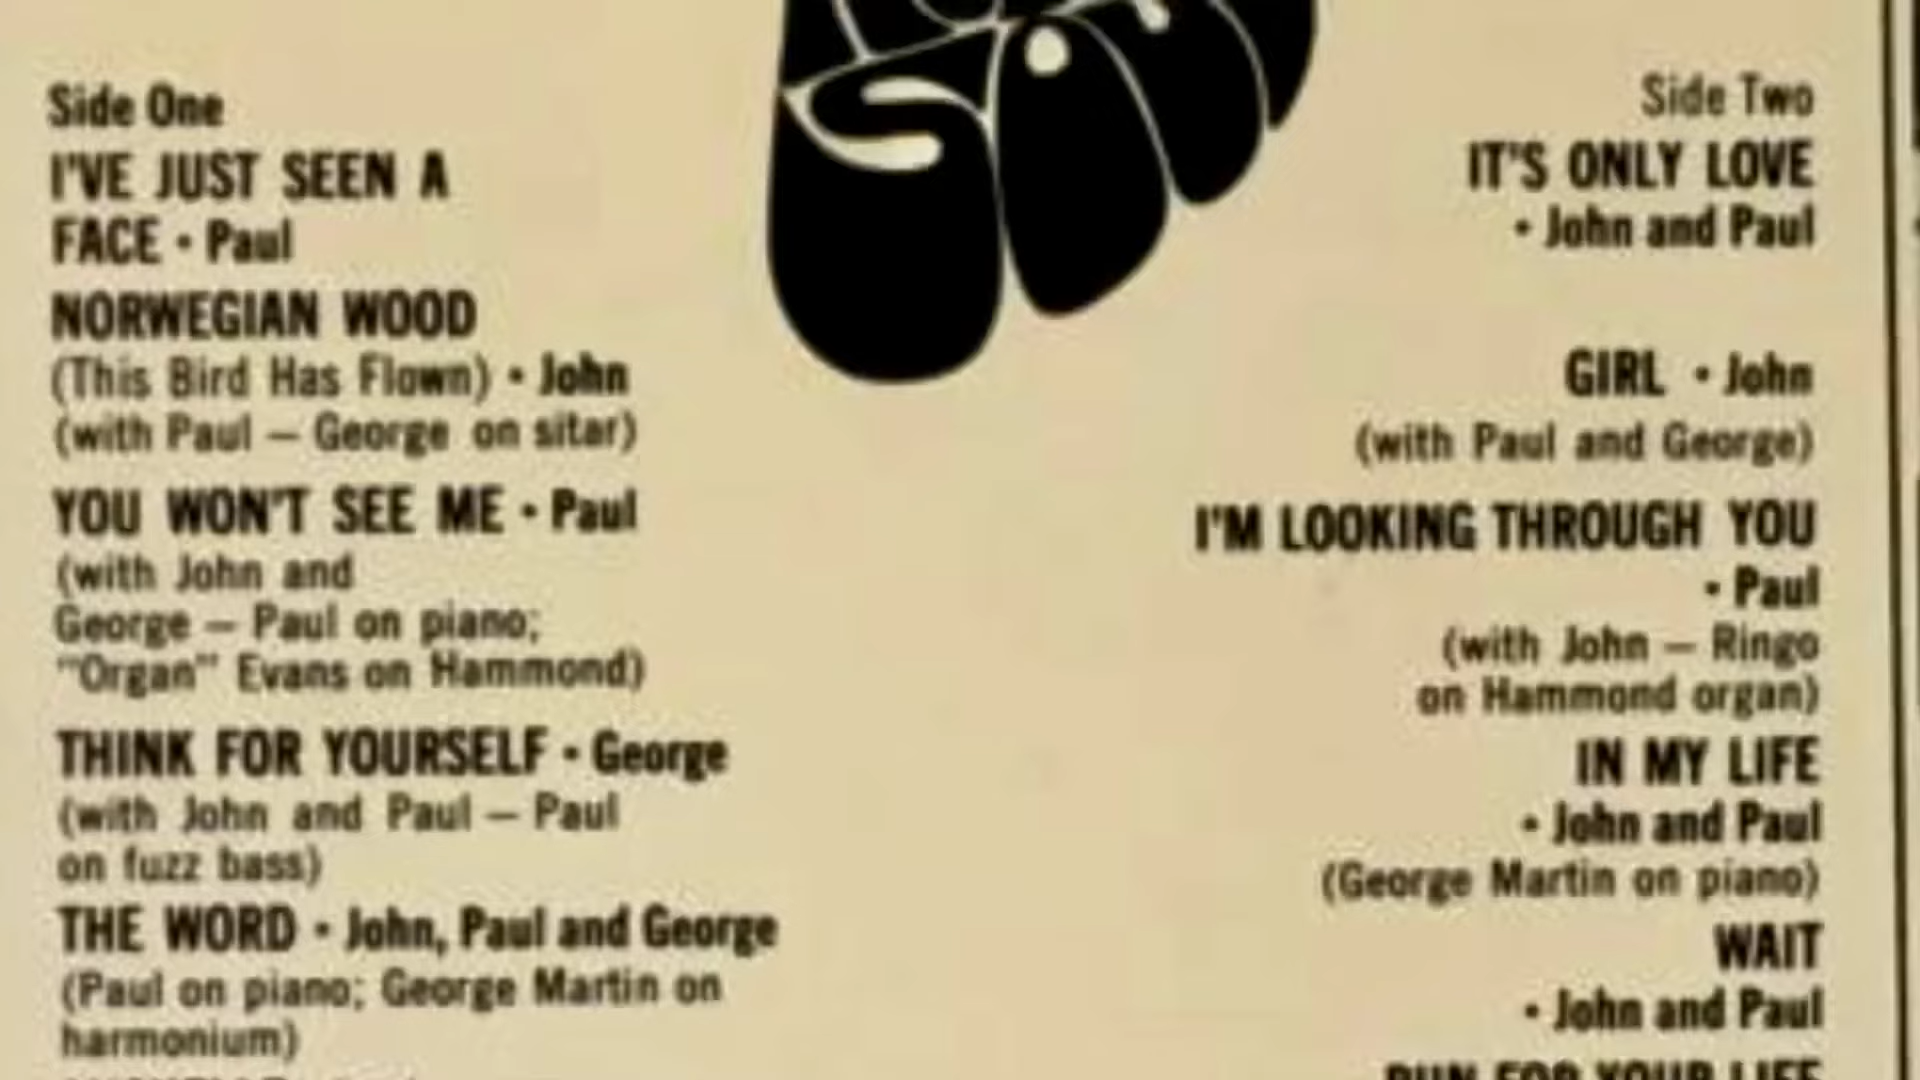 Side One
I'VE JUST SEEN A
FACE • Paul
NORWEGIAN WOOD
(This Bird Has Flown) • John
(with Paul – George on sitar)
YOU WON'T SEE ME • Paul
(with John and
George – Paul on piano;
"Organ" Evans on Hammond)
THINK FOR YOURSELF • George
(with John and Paul – Paul
on fuzz bass)
THE WORD • John, Paul and George
(Paul on piano; George Martin on
harmonium)
Side Two
IT'S ONLY LOVE
• John and Paul
GIRL • John
(with Paul and George)
I'M LOOKING THROUGH YOU
• Paul
(with John – Ringo
on Hammond organ)
IN MY LIFE
• John and Paul
(George Martin on piano)
WAIT
• John and Paul
RUN FOR YOUR LIFE